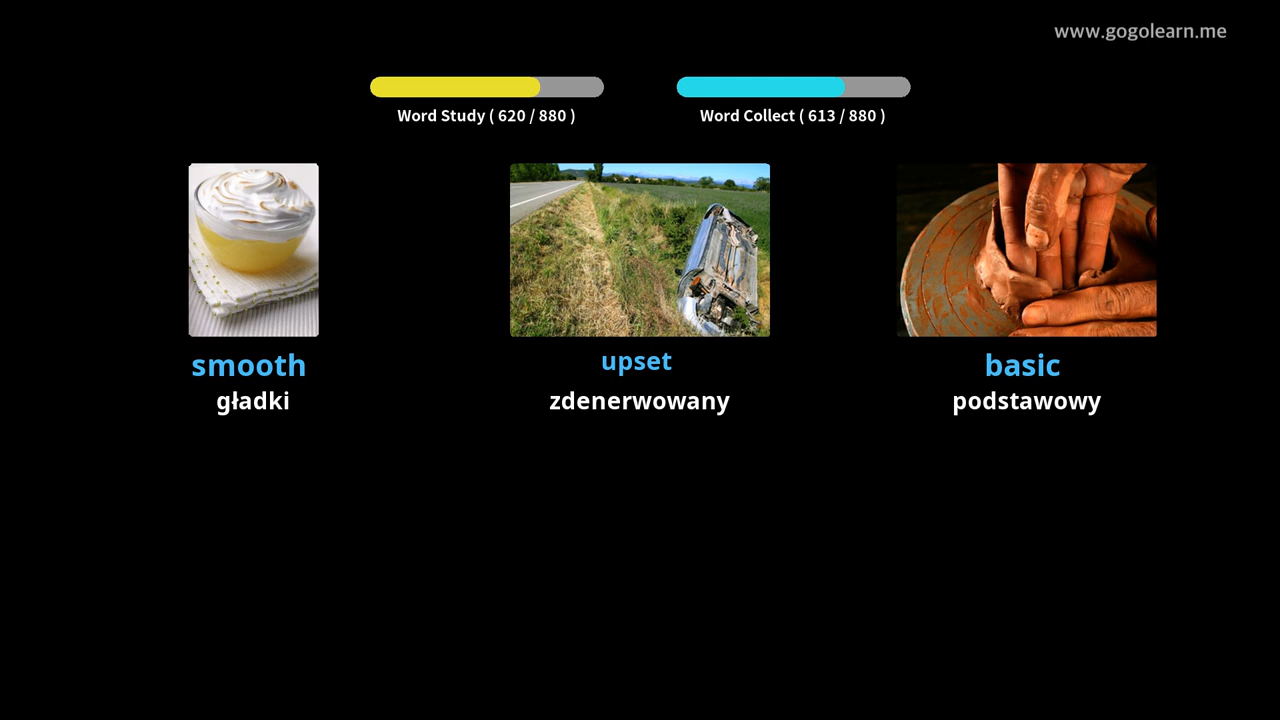 www.gogolearn.me
Word Study ( 620 / 880 )
Word Collect ( 613 / 880 )
smooth
gładki
upset
zdenerwowany
basic
podstawowy